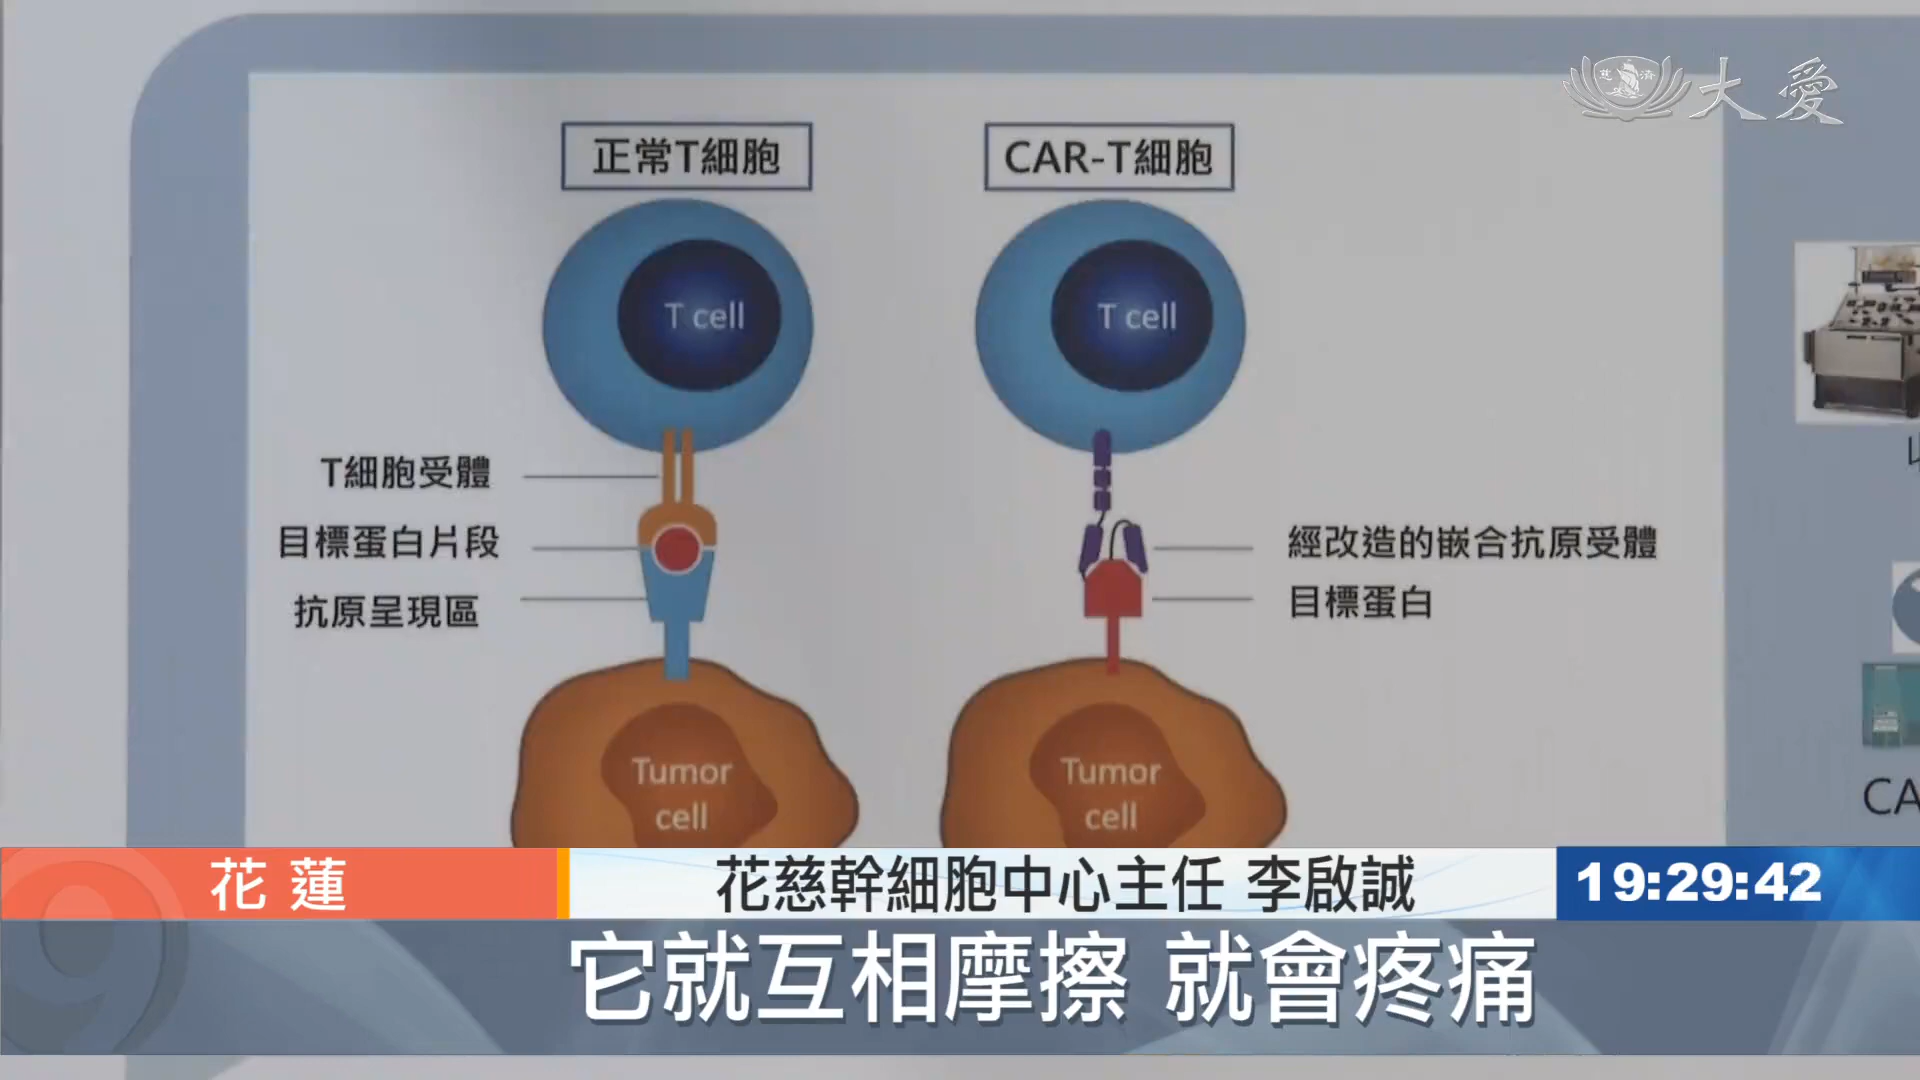 慈濟
大愛
正常T細胞
CAR-T細胞
T cell
T cell
T細胞受體
目標蛋白片段
抗原呈現區
經改造的嵌合抗原受體
目標蛋白
Tumor
cell
Tumor
cell
CA
花蓮
花慈幹細胞中心主任 李啟誠
19:29:42
它就互相摩擦 就會疼痛